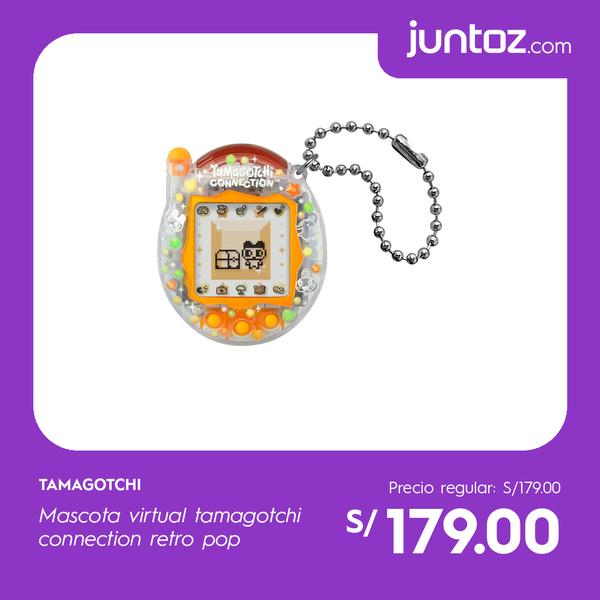 juntoz.com
TamaGotchi
CONNECTION
TAMAGOTCHI
Precio regular: S/179.00
Mascota virtual tamagotchi
connection retro pop
S/ 179.00